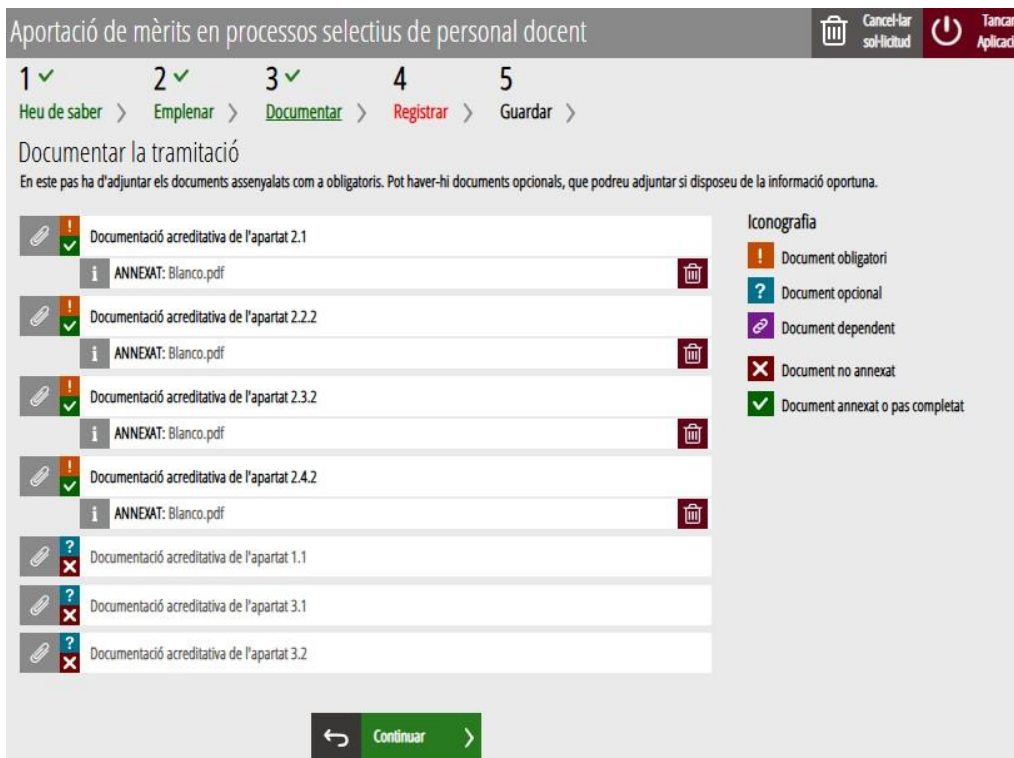 Aportació de mèrits en processos selectius de personal docent
Cancel·lar
sol·licitud
Tancar
Aplicaci
1 2 3 4 5
Heu de saber Emplenar Documentar Registrar Guardar
Documentar la tramitació
En este pas ha d'adjuntar els documents assenyalats com a obligatoris. Pot haver-hi documents opcionals, que podreu adjuntar si disposeu de la informació oportuna.
! Documentació acreditativa de l'apartat 2.1
i ANNEXAT: Blanco.pdf
! Documentació acreditativa de l'apartat 2.2.2
i ANNEXAT: Blanco.pdf
! Documentació acreditativa de l'apartat 2.3.2
i ANNEXAT: Blanco.pdf
! Documentació acreditativa de l'apartat 2.4.2
i ANNEXAT: Blanco.pdf
? Documentació acreditativa de l'apartat 1.1
? Documentació acreditativa de l'apartat 3.1
? Documentació acreditativa de l'apartat 3.2
Iconografia
! Document obligatori
? Document opcional
Document dependent
Document no annexat
Document annexat o pas completat
Continuar